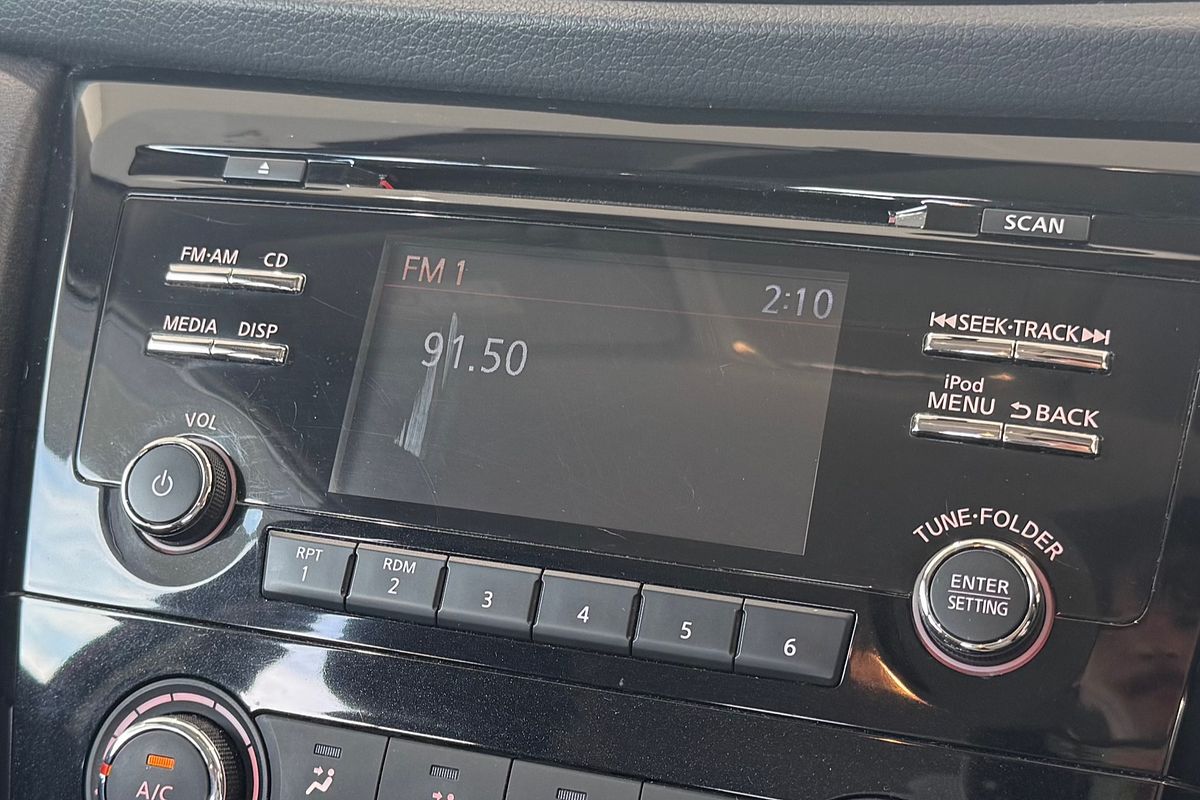 SCAN
FM·AM CD
MEDIA DISP
VOL
FM 1
2:10
91.50
SEEK·TRACK
iPod
MENU BACK
TUNE·FOLDER
ENTER
SETTING
RPT
1
RDM
2
3
4
5
6
A/C